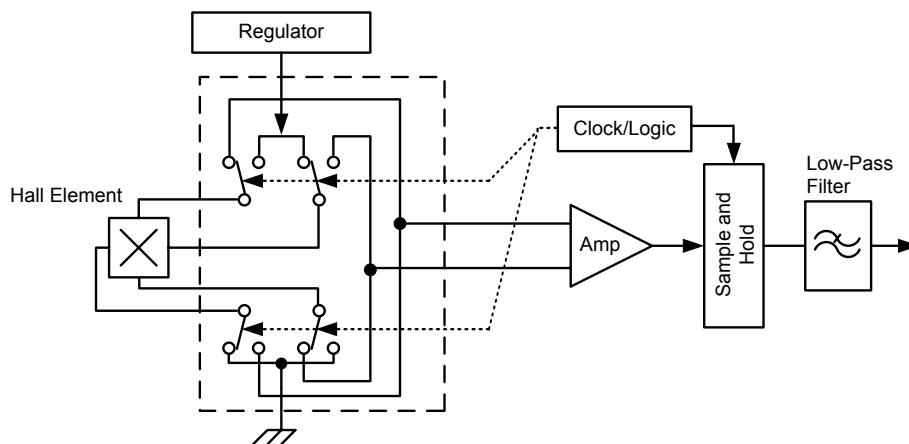 Regulator
Clock/Logic
Low-Pass
Filter
Hall Element
Amp
Sample and
Hold